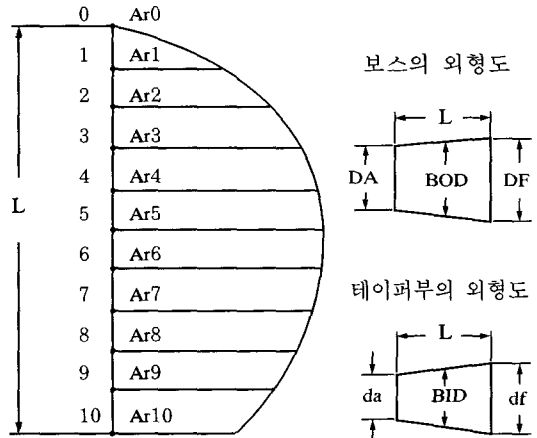 0 Ar0
1 Ar1
2 Ar2
3 Ar3
4 Ar4
L
5 Ar5
6 Ar6
7 Ar7
8 Ar8
9 Ar9
10 Ar10
보스의 외형도
L
DA BOD DF
테이퍼부의 외형도
L
da BID df